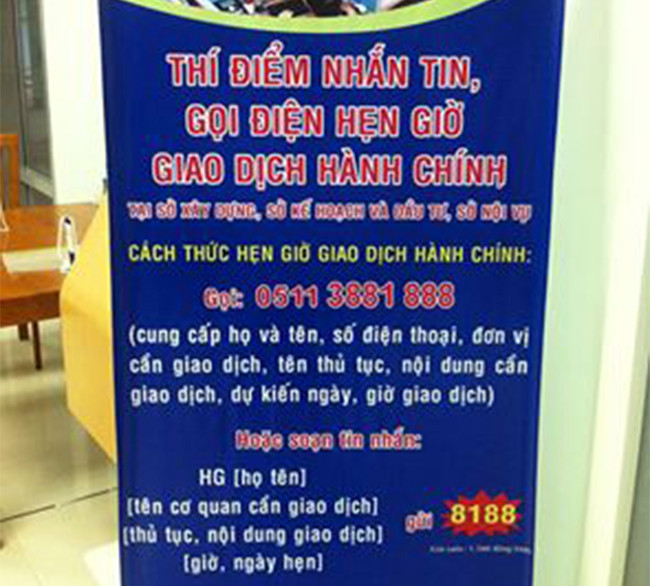 THÍ ĐIỂM NHẮN TIN,
GỌI ĐIỆN HẸN GIỜ
GIAO DỊCH HÀNH CHÍNH
TẠI SỞ XÂY DỰNG, SỞ KẾ HOẠCH VÀ ĐẦU TƯ, SỞ NỘI VỤ
CÁCH THỨC HẸN GIỜ GIAO DỊCH HÀNH CHÍNH:
Gọi: 0511 3881 888
(cung cấp họ và tên, số điện thoại, đơn vị
cần giao dịch, tên thủ tục, nội dung cần
giao dịch, dự kiến ngày, giờ giao dịch)
Hoặc soạn tin nhắn:
HG [họ tên]
[tên cơ quan cần giao dịch]
[thủ tục, nội dung giao dịch]
[giờ, ngày hẹn]
gửi 8188